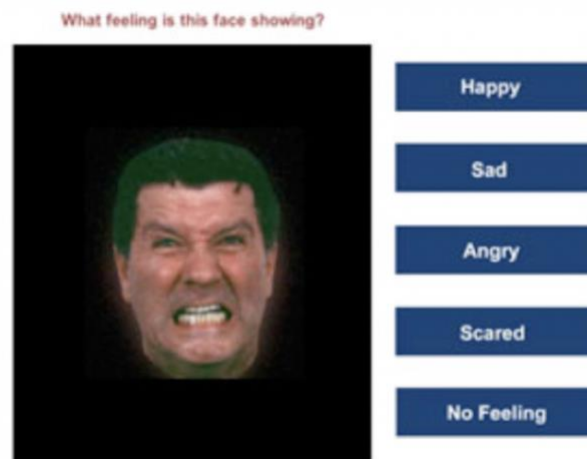 What feeling is this face showing?
Happy
Sad
Angry
Scared
No Feeling